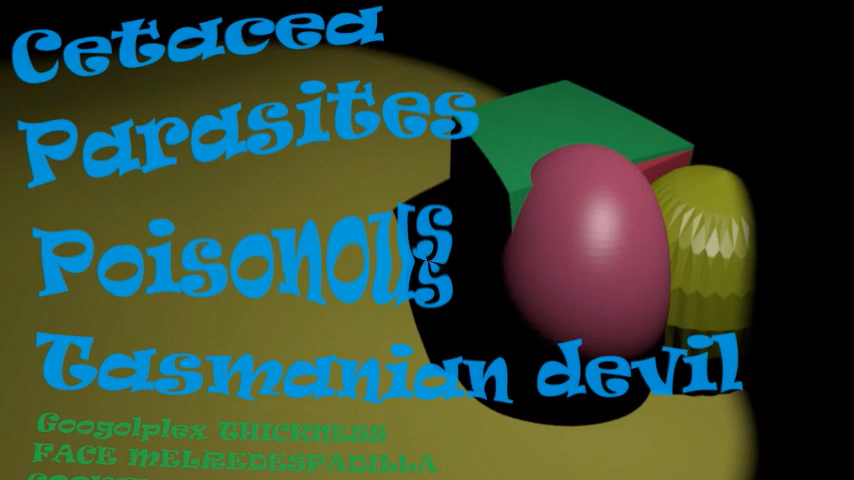 Cetacea
Parasites
Poisonous
Tasmanian devil
Googolplex THICKNESS
FACE MELREDESPADILLA